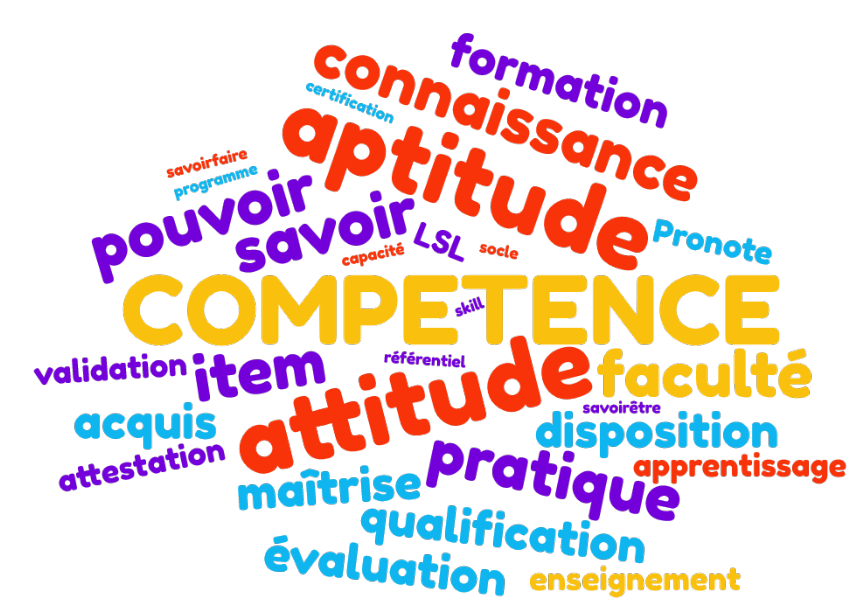 formation
connaissance
certification
aptitude
savoirfaire
programme
pouvoir
savoir
LSL
capacité
socle
Pronote
COMPETENCE
skill
validation
item
référentiel
attitude
faculté
savoirêtre
acquis
disposition
attestation
pratique
apprentissage
maîtrise
qualification
évaluation
enseignement